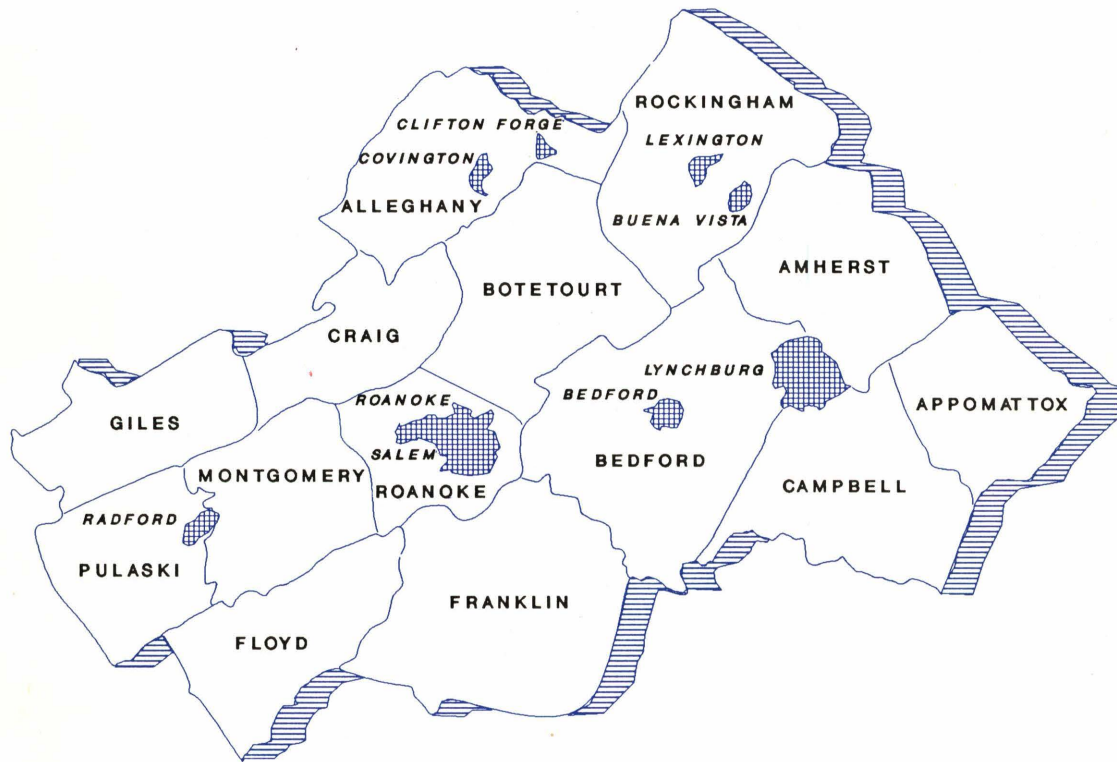 ROCKINGHAM
CLIFTON FORGE
LEXINGTON
COVINGTON
ALLEGHANY
BUENA VISTA
AMHERST
BOTETOURT
CRAIG
LYNCHBURG
BEDFORD
ROANOKE
APPOMATTOX
GILES
SALEM
BEDFORD
MONTGOMERY
CAMPBELL
ROANOKE
RADFORD
PULASKI
FRANKLIN
FLOYD